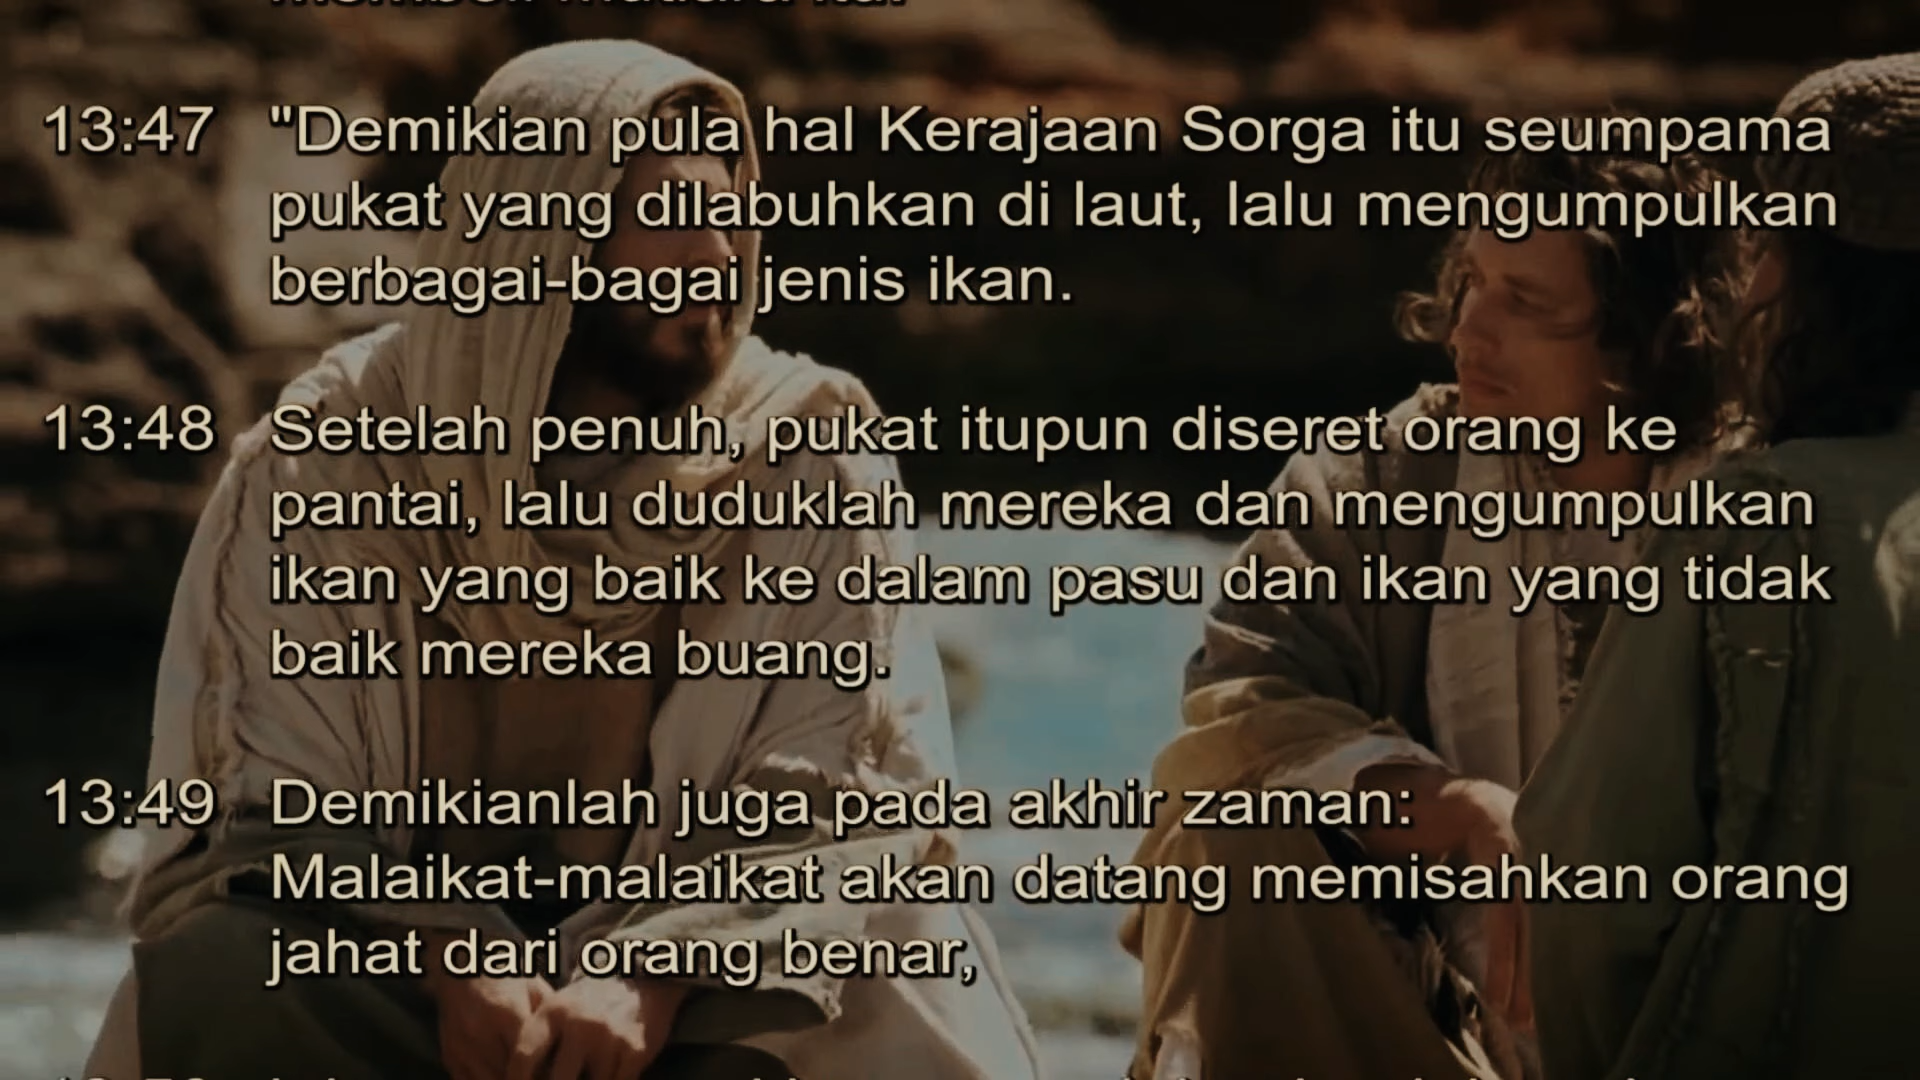 13:47 "Demikian pula hal Kerajaan Sorga itu seumpama
pukat yang dilabuhkan di laut, lalu mengumpulkan
berbagai-bagai jenis ikan.
13:48 Setelah penuh, pukat itupun diseret orang ke
pantai, lalu duduklah mereka dan mengumpulkan
ikan yang baik ke dalam pasu dan ikan yang tidak
baik mereka buang.
13:49 Demikianlah juga pada akhir zaman:
Malaikat-malaikat akan datang memisahkan orang
jahat dari orang benar,